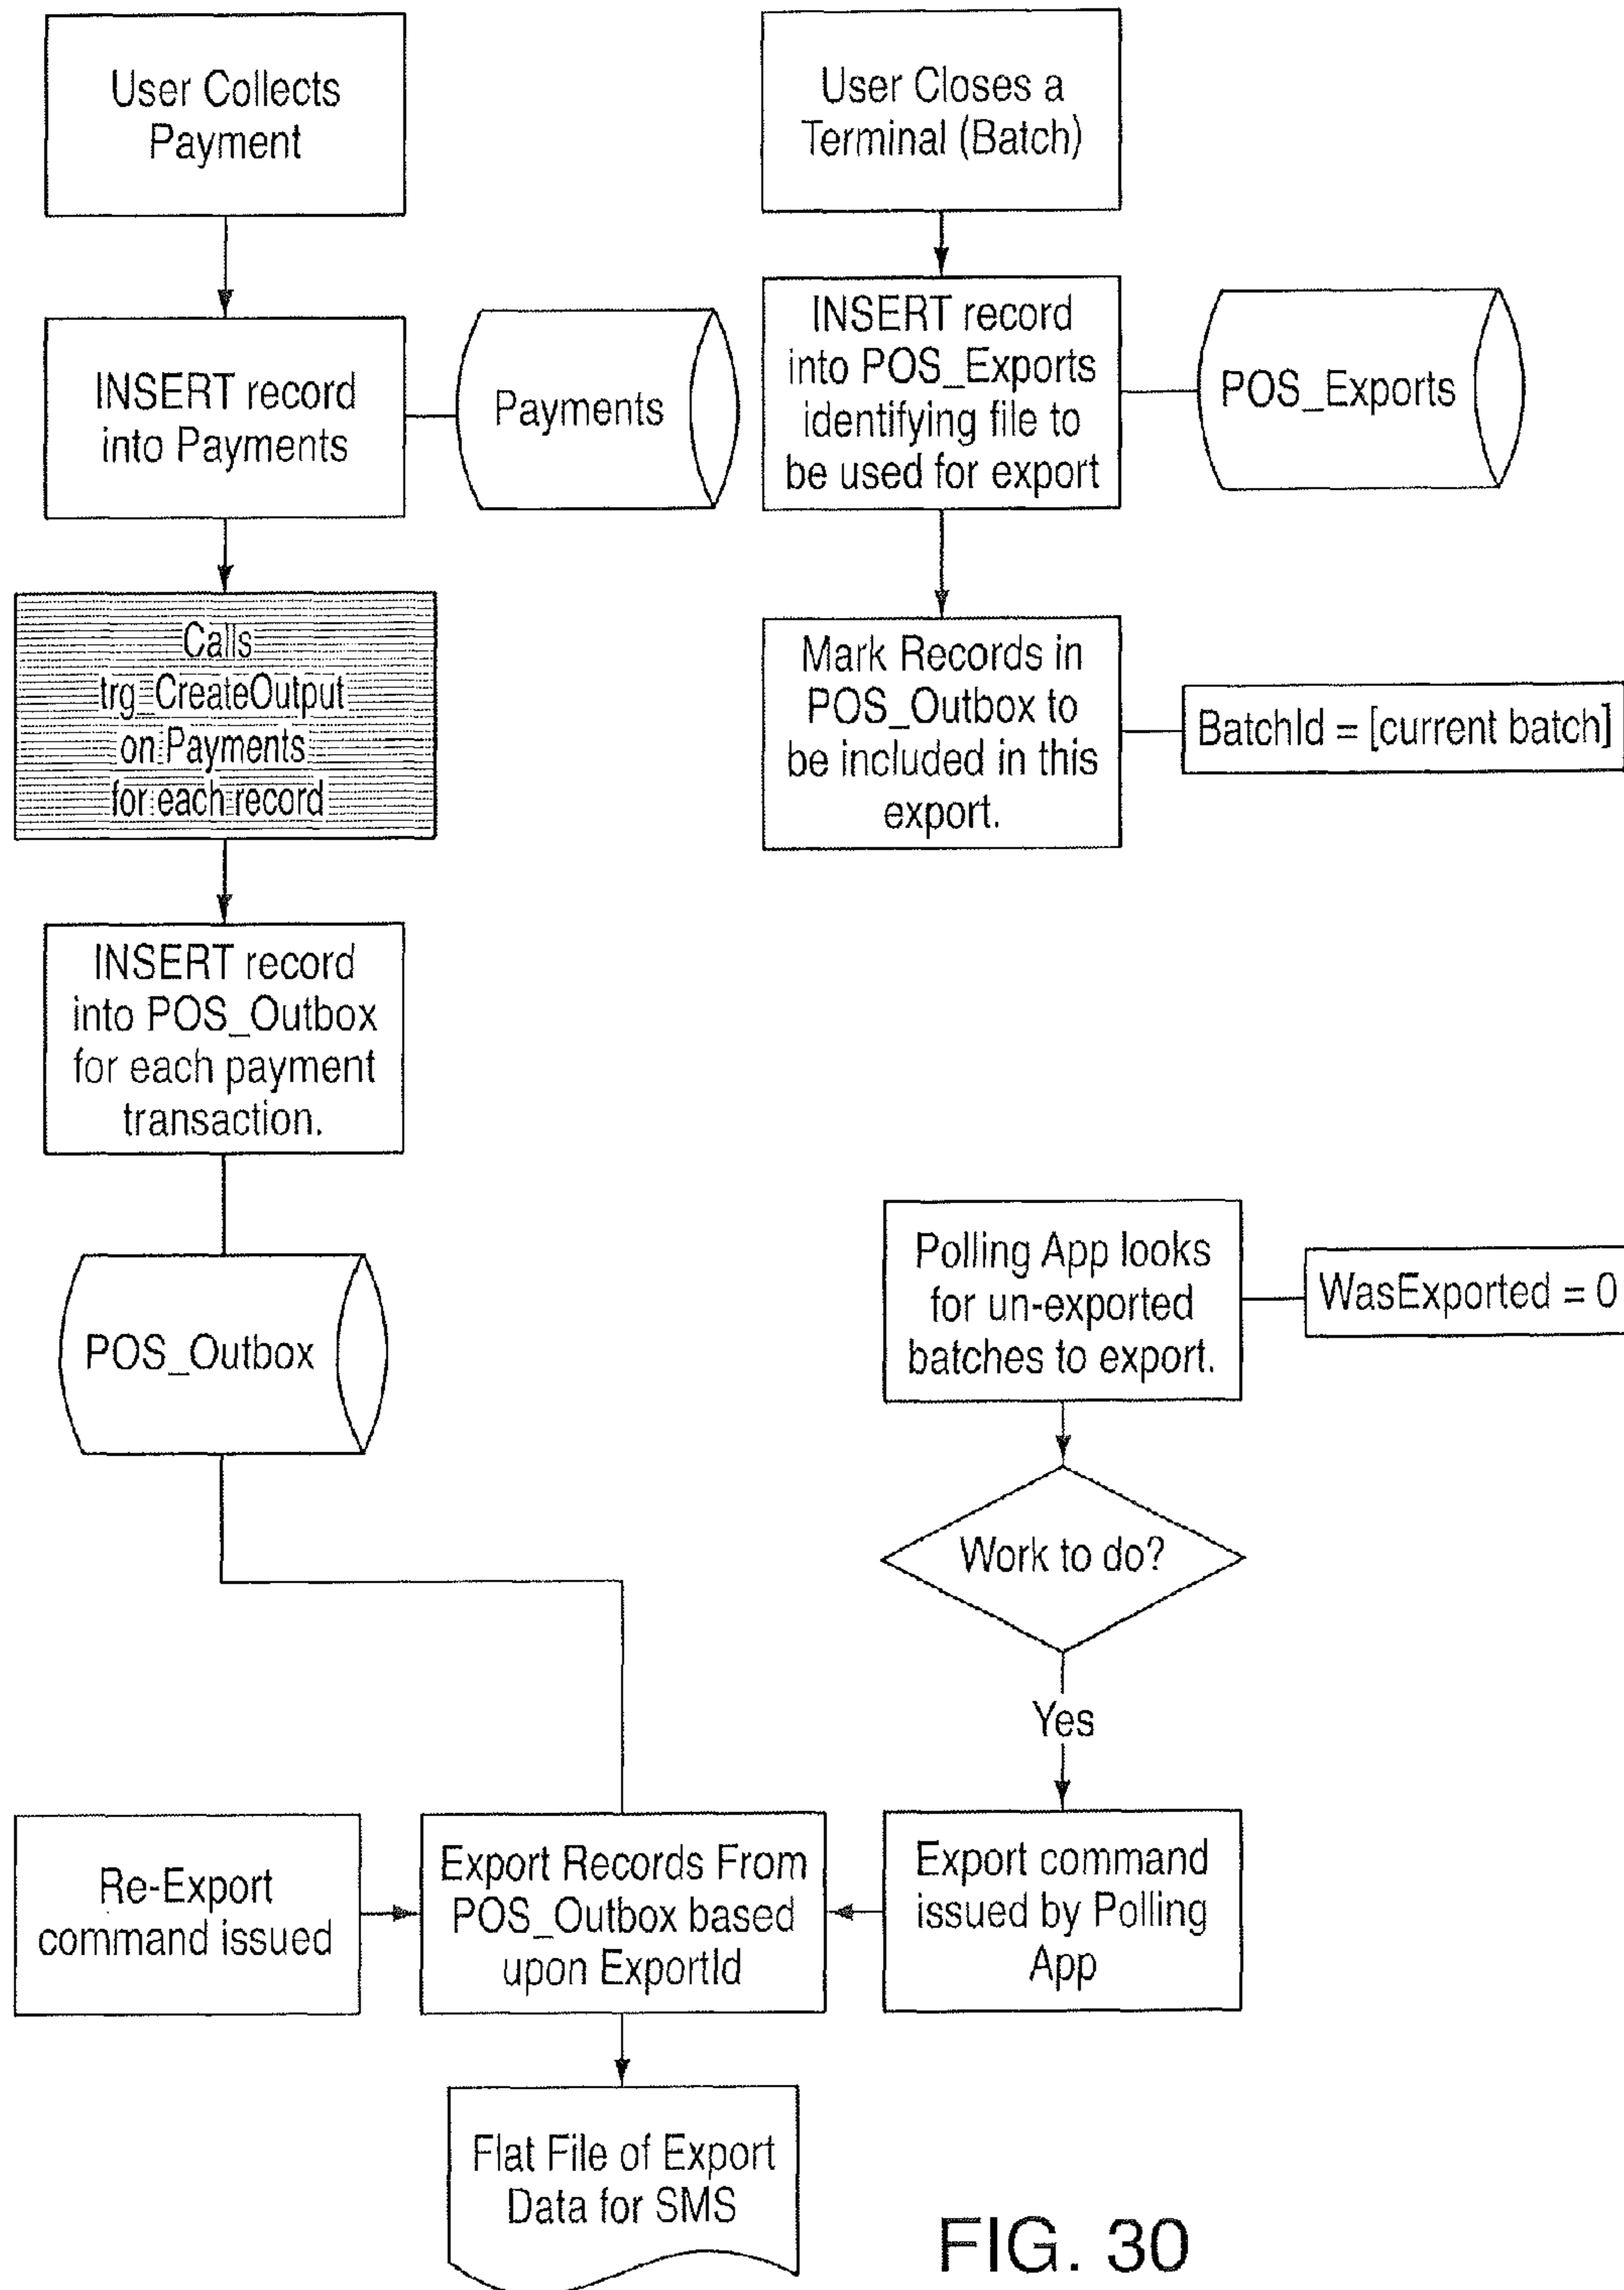 User Collects
Payment
INSERT record
into Payments
Payments
Calls
trg_CreateOutput
on Payments
for each record
INSERT record
into POS_Outbox
for each payment
transaction.
POS_Outbox
User Closes a
Terminal (Batch)
INSERT record
into POS_Exports
identifying file to
be used for export
POS_Exports
Mark Records in
POS_Outbox to
be included in this
export.
BatchId = [current batch]
Polling App looks
for un-exported
batches to export.
WasExported = 0
Work to do?
Yes
Export command
issued by Polling
App
Re-Export
command issued
Export Records From
POS_Outbox based
upon ExportId
Flat File of Export
Data for SMS
FIG. 30